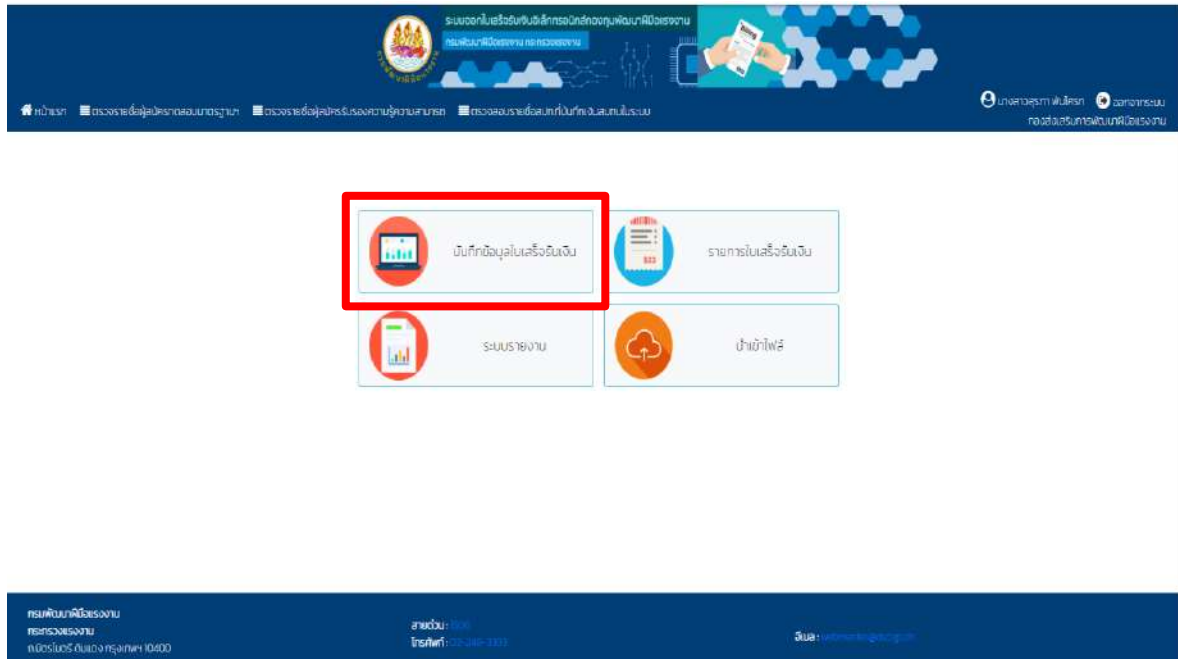 ระบบออกใบเสร็จรับเงินอิเล็กทรอนิกส์กองทุนพัฒนาฝีมือแรงงาน
กรมพัฒนาฝีมือแรงงาน กระทรวงแรงงาน
หน้าแรก ตรวจรายชื่อผู้สมัครทดสอบมาตรฐานฯ ตรวจรายชื่อผู้สมัครรับรองความรู้ความสามารถ ตรวจสอบรายชื่อสปก.ที่บันทึกเงินสมทบในระบบ
ออกจากระบบ
กองส่งเสริมการพัฒนาฝีมือแรงงาน
บันทึกข้อมูลใบเสร็จรับเงิน
รายการใบเสร็จรับเงิน
ระบบรายงาน
นำเข้าไฟล์
กรมพัฒนาฝีมือแรงงาน
กระทรวงแรงงาน
ถ.มิตรไมตรี ดินแดง กรุงเทพฯ 10400
สายด่วน :
โทรศัพท์ :
อีเมล :